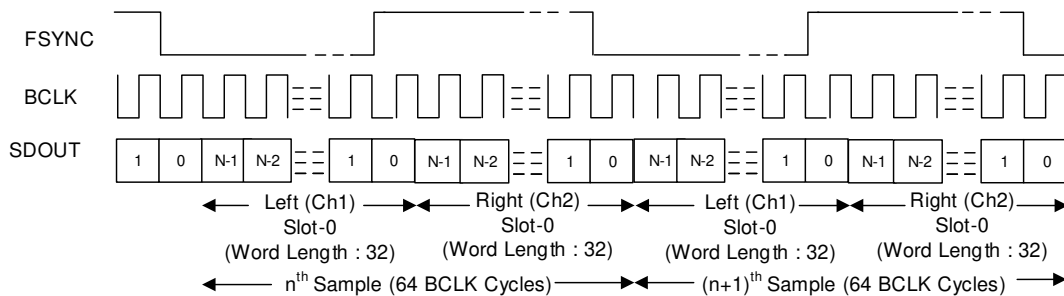 FSYNC
BCLK
SDOUT
1 0 N-1 N-2 1 0 N-1 N-2 1 0 N-1 N-2 1 0 N-1 N-2 1 0
Left (Ch1) Right (Ch2) Left (Ch1) Right (Ch2)
Slot-0 Slot-0 Slot-0 Slot-0
(Word Length : 32) (Word Length : 32) (Word Length : 32) (Word Length : 32)
nth Sample (64 BCLK Cycles) (n+1)th Sample (64 BCLK Cycles)